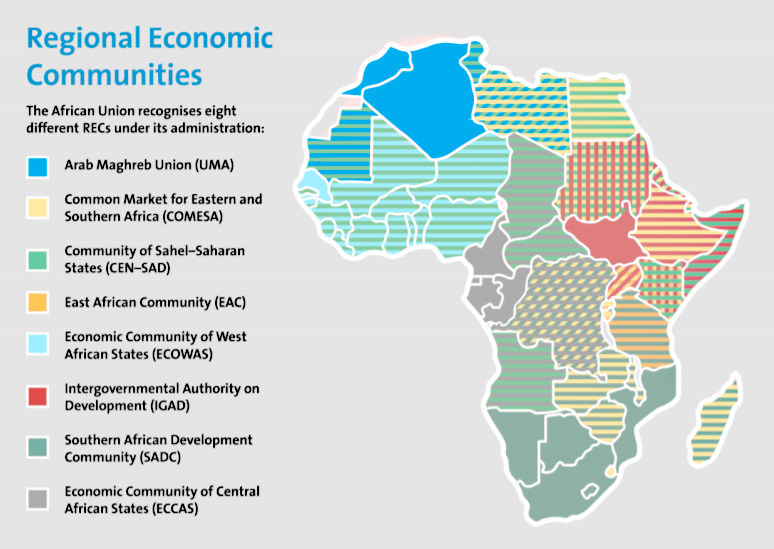 Regional Economic
Communities
The African Union recognises eight
different RECs under its administration:
Arab Maghreb Union (UMA)
Common Market for Eastern and
Southern Africa (COMESA)
Community of Sahel–Saharan
States (CEN–SAD)
East African Community (EAC)
Economic Community of West
African States (ECOWAS)
Intergovernmental Authority on
Development (IGAD)
Southern African Development
Community (SADC)
Economic Community of Central
African States (ECCAS)